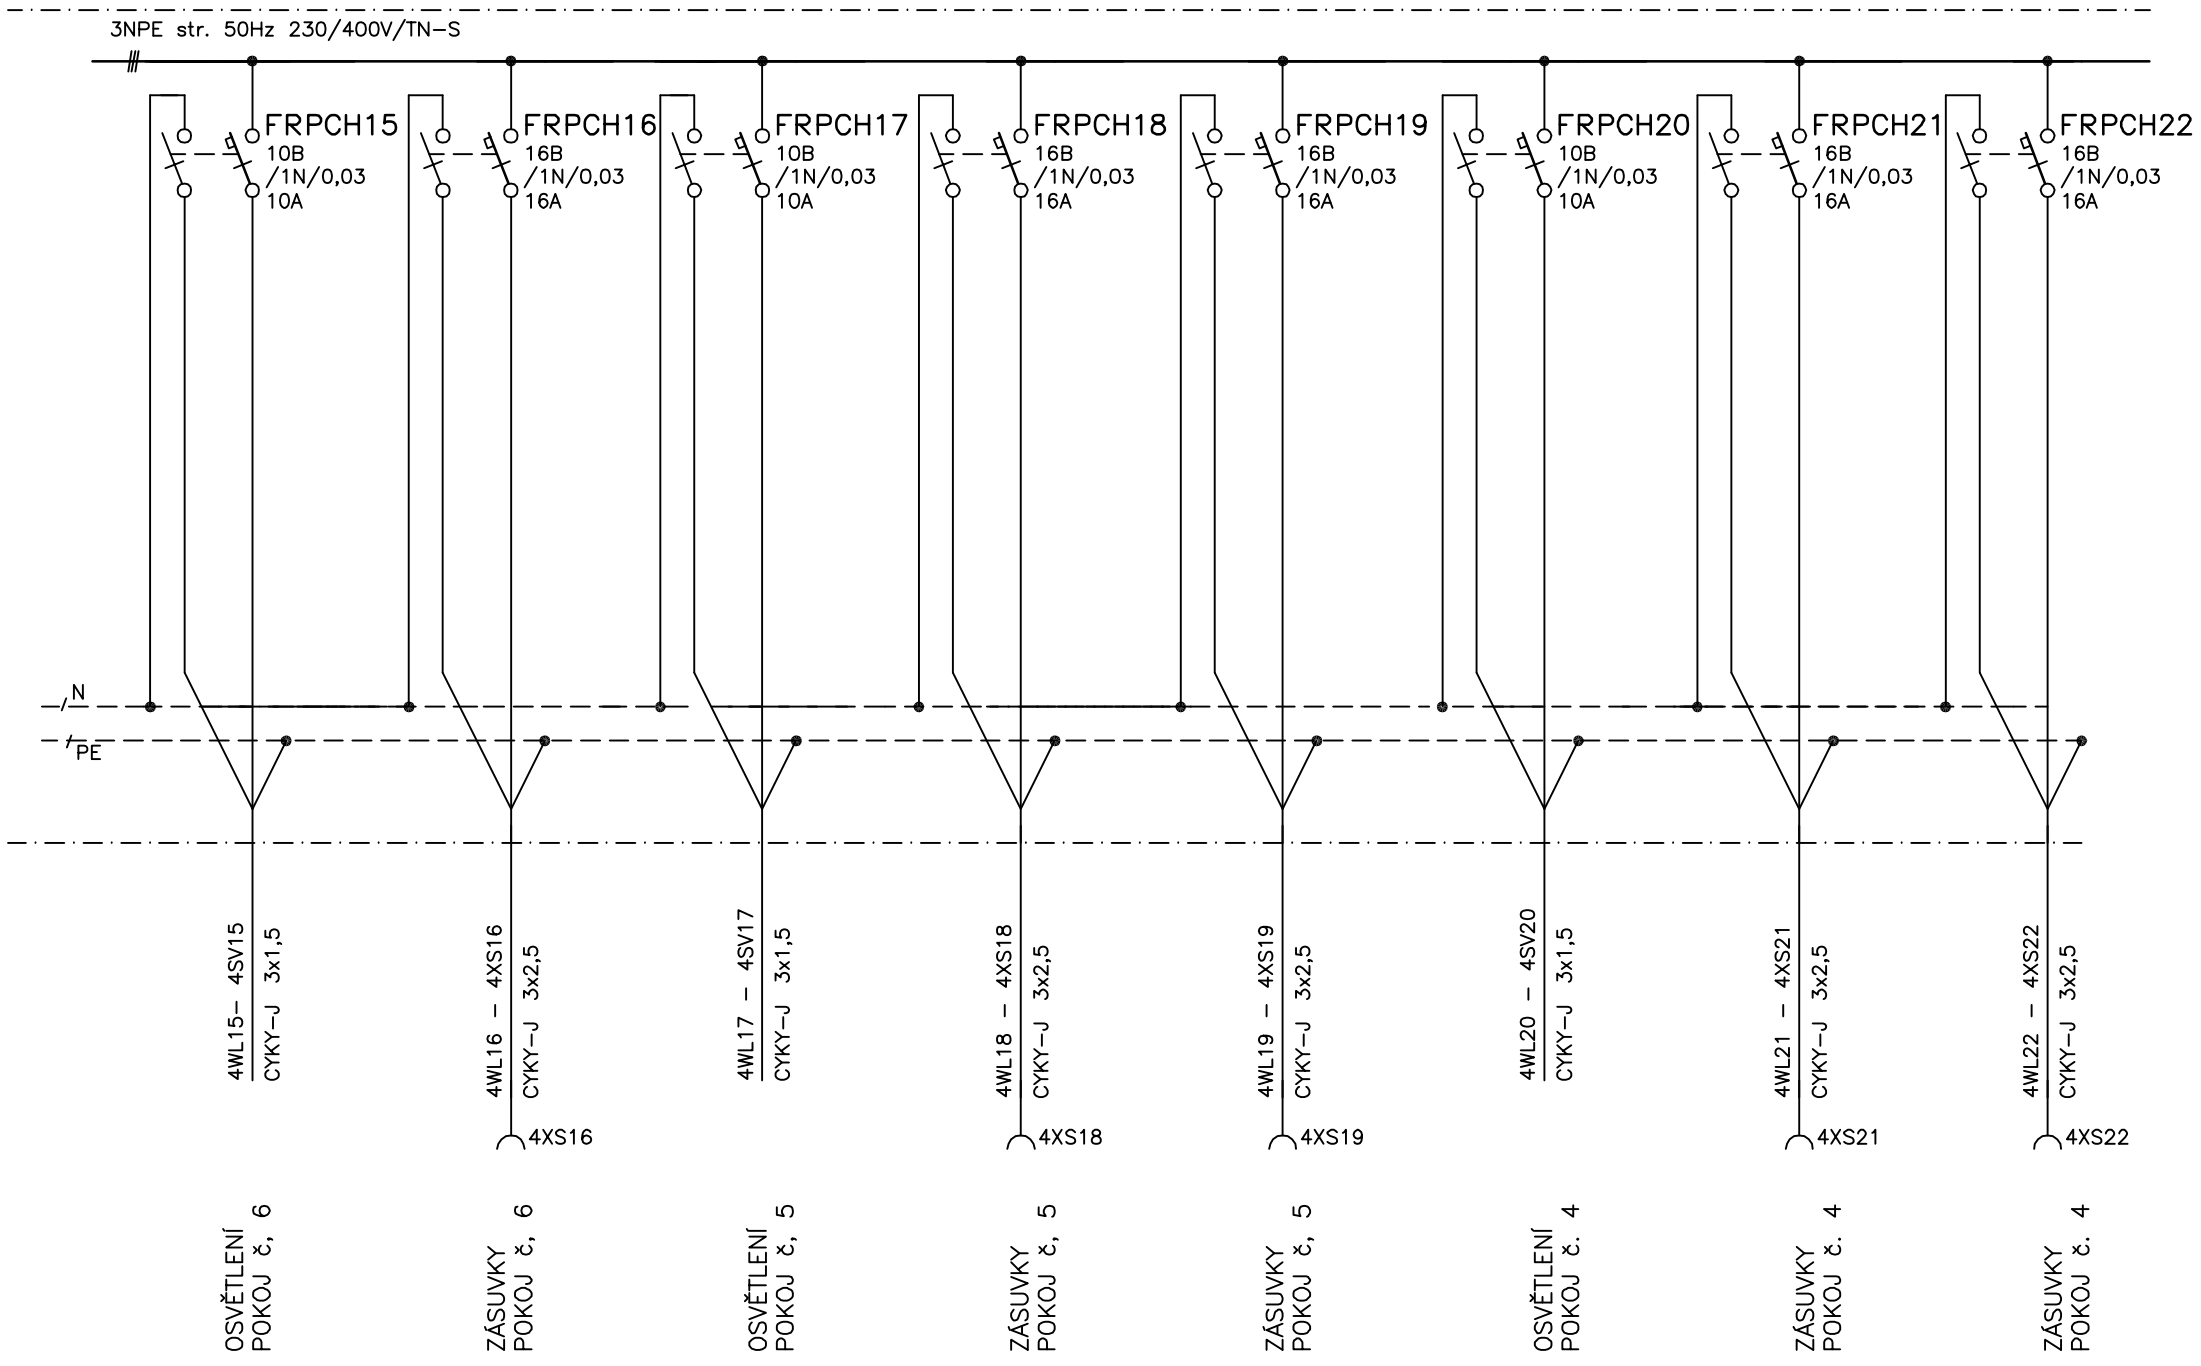 3NPE str. 50Hz 230/400V/TN-S
FRPCH15
10B
/1N/0,03
10A
FRPCH16
16B
/1N/0,03
16A
FRPCH17
10B
/1N/0,03
10A
FRPCH18
16B
/1N/0,03
16A
FRPCH19
16B
/1N/0,03
16A
FRPCH20
10B
/1N/0,03
10A
FRPCH21
16B
/1N/0,03
16A
FRPCH22
16B
/1N/0,03
16A
N
PE
4WL15- 4SV15
CYKY-J 3x1,5
4WL16 - 4XS16
CYKY-J 3x2,5
4WL17 - 4SV17
CYKY-J 3x1,5
4WL18 - 4XS18
CYKY-J 3x2,5
4WL19 - 4XS19
CYKY-J 3x2,5
4WL20 - 4SV20
CYKY-J 3x1,5
4WL21 - 4XS21
CYKY-J 3x2,5
4WL22 - 4XS22
CYKY-J 3x2,5
4XS16
4XS18
4XS19
4XS21
4XS22
OSVĚTLENÍ
POKOJ č, 6
ZÁSUVKY
POKOJ č, 6
OSVĚTLENÍ
POKOJ č, 5
ZÁSUVKY
POKOJ č, 5
ZÁSUVKY
POKOJ č, 5
OSVĚTLENÍ
POKOJ č. 4
ZÁSUVKY
POKOJ č. 4
ZÁSUVKY
POKOJ č. 4